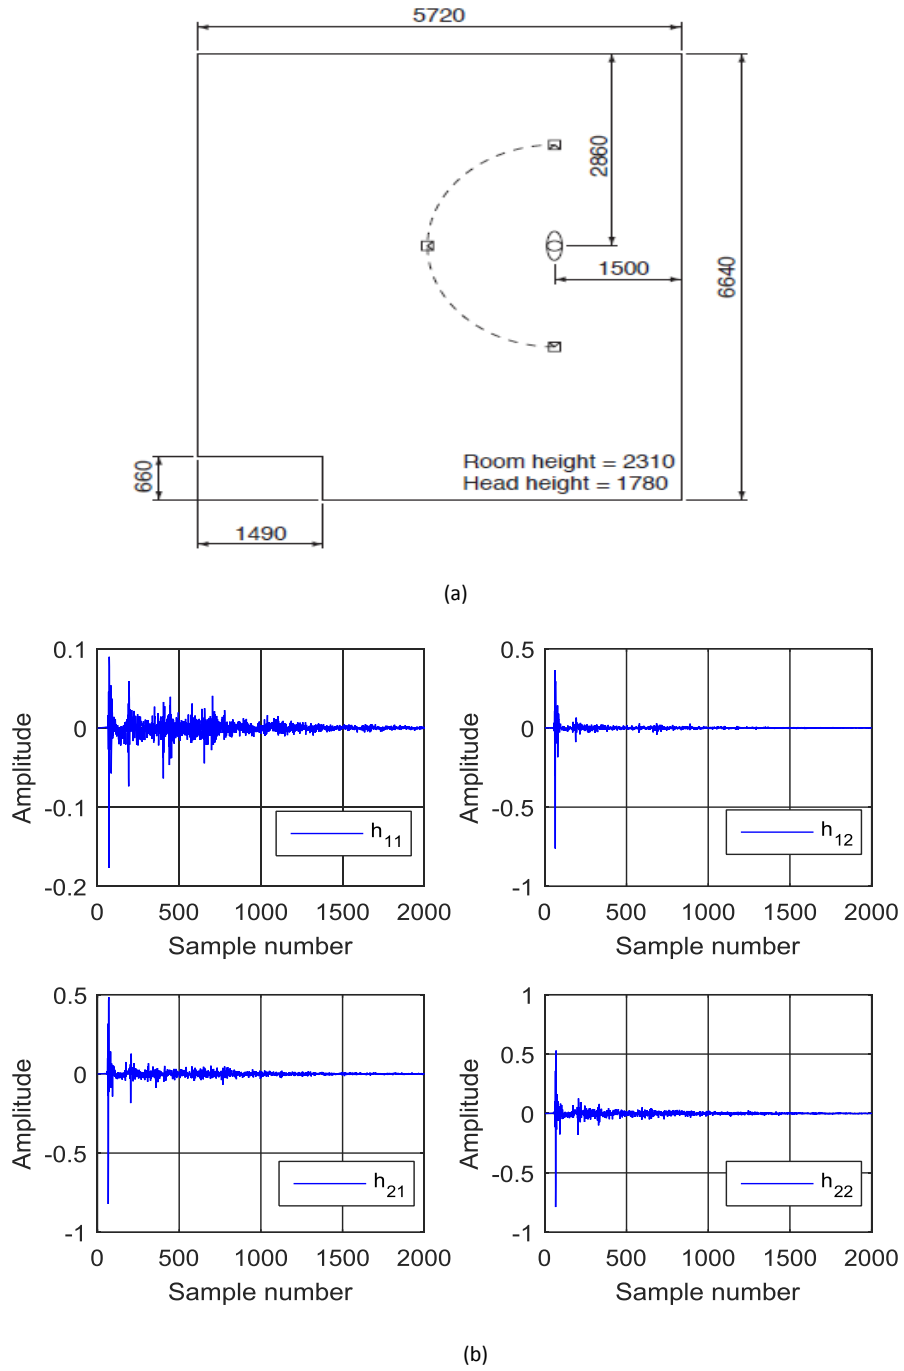 5720
2860
1500
6640
660
Room height = 2310
Head height = 1780
1490
(a)
0.1
0
-0.1
-0.2
Amplitude
0 500 1000 1500 2000
Sample number
h11
0.5
0
-0.5
-1
Amplitude
0 500 1000 1500 2000
Sample number
h12
0.5
0
-0.5
-1
Amplitude
0 500 1000 1500 2000
Sample number
h21
1
0.5
0
-0.5
-1
Amplitude
0 500 1000 1500 2000
Sample number
h22
(b)